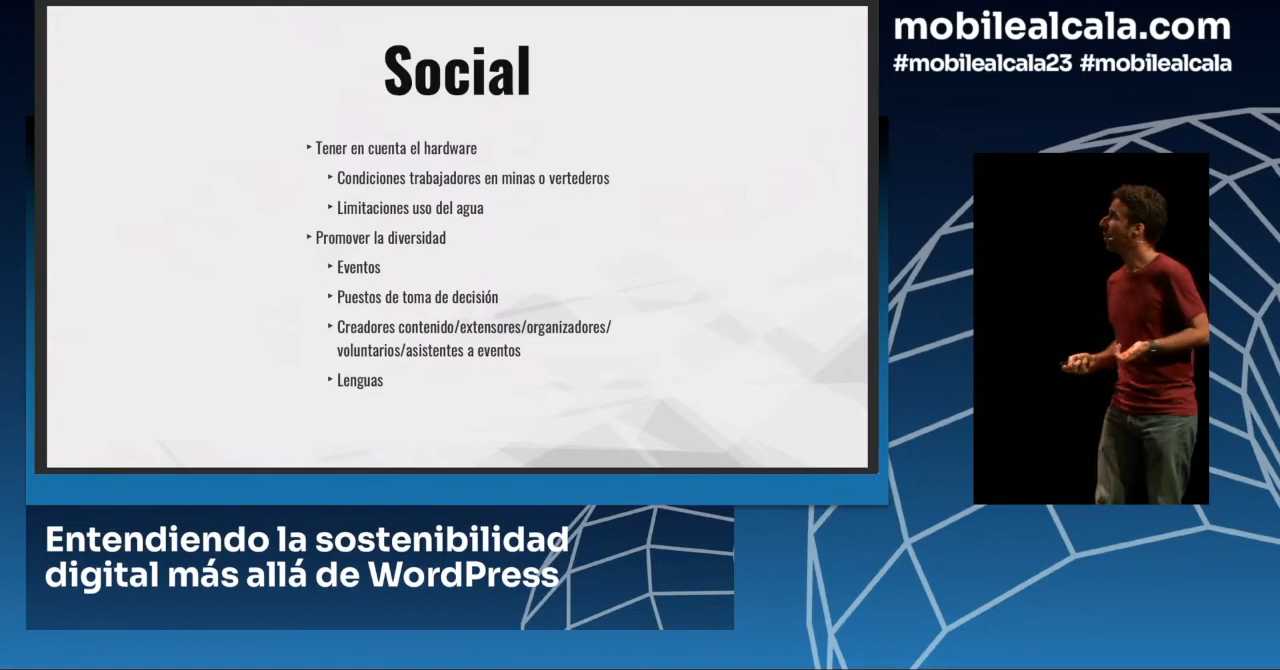 Social
‣ Tener en cuenta el hardware
‣ Condiciones trabajadores en minas o vertederos
‣ Limitaciones uso del agua
‣ Promover la diversidad
‣ Eventos
‣ Puestos de toma de decisión
‣ Creadores contenido/extensores/organizadores/
voluntarios/asistentes a eventos
‣ Lenguas
mobilealcala.com
#mobilealcala23 #mobilealcala
Entendiendo la sostenibilidad
digital más allá de WordPress